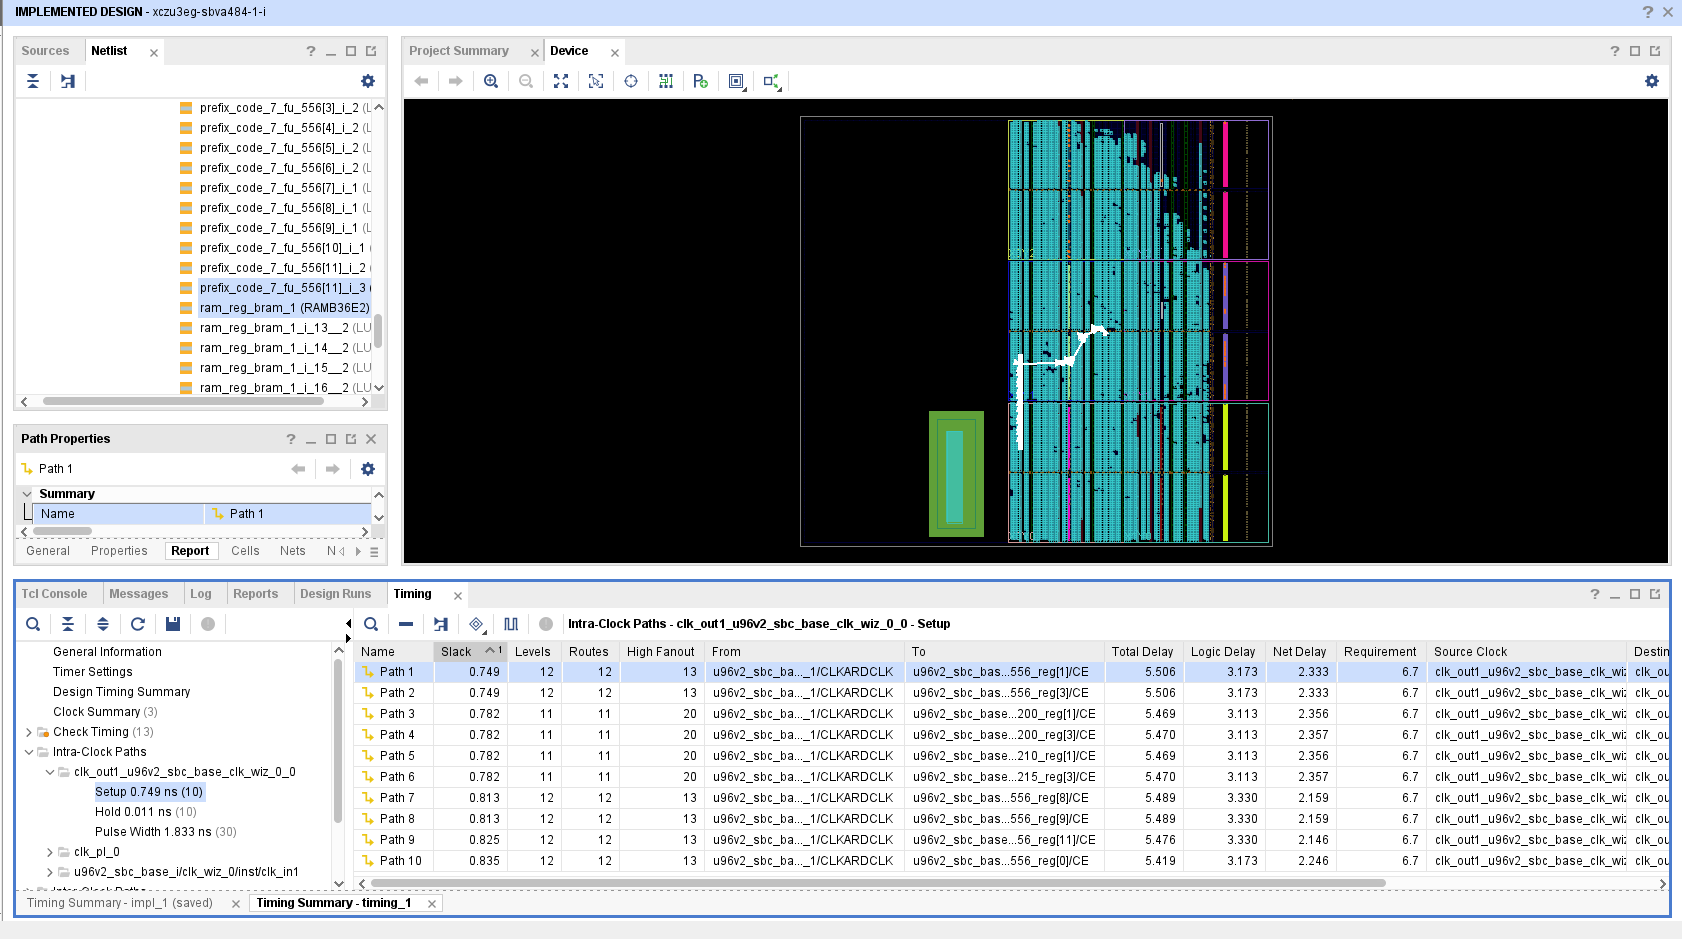 IMPLEMENTED DESIGN - xczu3eg-sbva484-1-i
Sources Netlist
prefix_code_7_fu_556[3]_i_2 (L
prefix_code_7_fu_556[4]_i_2 (L
prefix_code_7_fu_556[5]_i_2 (L
prefix_code_7_fu_556[6]_i_2 (L
prefix_code_7_fu_556[7]_i_1 (L
prefix_code_7_fu_556[8]_i_1 (L
prefix_code_7_fu_556[9]_i_1 (L
prefix_code_7_fu_556[10]_i_1 (
prefix_code_7_fu_556[11]_i_2 (
prefix_code_7_fu_556[11]_i_3 (
ram_reg_bram_1 (RAMB36E2)
ram_reg_bram_1_i_13__2 (LU
ram_reg_bram_1_i_14__2 (LU
ram_reg_bram_1_i_15__2 (LU
ram_reg_bram_1_i_16__2 (LU
Path Properties
Path 1
Summary
Name Path 1
General Properties Report Cells Nets N
Project Summary Device
Tcl Console Messages Log Reports Design Runs Timing
General Information
Timer Settings
Design Timing Summary
Clock Summary (3)
Check Timing (13)
Intra-Clock Paths
clk_out1_u96v2_sbc_base_clk_wiz_0_0
Setup 0.749 ns (10)
Hold 0.011 ns (10)
Pulse Width 1.833 ns (30)
clk_pl_0
u96v2_sbc_base_i/clk_wiz_0/inst/clk_in1
Intra-Clock Paths - clk_out1_u96v2_sbc_base_clk_wiz_0_0 - Setup
Name Slack 1 Levels Routes High Fanout From To Total Delay Logic Delay Net Delay Requirement Source Clock Destin
Path 1 0.749 12 12 13 u96v2_sbc_ba..._1/CLKARDCLK u96v2_sbc_bas...556_reg[1]/CE 5.506 3.173 2.333 6.7 clk_out1_u96v2_sbc_base_clk_wiz clk_ou
Path 2 0.749 12 12 13 u96v2_sbc_ba..._1/CLKARDCLK u96v2_sbc_bas...556_reg[3]/CE 5.506 3.173 2.333 6.7 clk_out1_u96v2_sbc_base_clk_wiz clk_ou
Path 3 0.782 11 11 20 u96v2_sbc_ba..._1/CLKARDCLK u96v2_sbc_base...200_reg[1]/CE 5.469 3.113 2.356 6.7 clk_out1_u96v2_sbc_base_clk_wiz clk_ou
Path 4 0.782 11 11 20 u96v2_sbc_ba..._1/CLKARDCLK u96v2_sbc_base...200_reg[3]/CE 5.470 3.113 2.357 6.7 clk_out1_u96v2_sbc_base_clk_wiz clk_ou
Path 5 0.782 11 11 20 u96v2_sbc_ba..._1/CLKARDCLK u96v2_sbc_base...210_reg[1]/CE 5.469 3.113 2.356 6.7 clk_out1_u96v2_sbc_base_clk_wiz clk_ou
Path 6 0.782 11 11 20 u96v2_sbc_ba..._1/CLKARDCLK u96v2_sbc_base...215_reg[3]/CE 5.470 3.113 2.357 6.7 clk_out1_u96v2_sbc_base_clk_wiz clk_ou
Path 7 0.813 12 12 13 u96v2_sbc_ba..._1/CLKARDCLK u96v2_sbc_bas...556_reg[8]/CE 5.489 3.330 2.159 6.7 clk_out1_u96v2_sbc_base_clk_wiz clk_ou
Path 8 0.813 12 12 13 u96v2_sbc_ba..._1/CLKARDCLK u96v2_sbc_bas...556_reg[9]/CE 5.489 3.330 2.159 6.7 clk_out1_u96v2_sbc_base_clk_wiz clk_ou
Path 9 0.825 12 12 13 u96v2_sbc_ba..._1/CLKARDCLK u96v2_sbc_bas...56_reg[11]/CE 5.476 3.330 2.146 6.7 clk_out1_u96v2_sbc_base_clk_wiz clk_ou
Path 10 0.835 12 12 13 u96v2_sbc_ba..._1/CLKARDCLK u96v2_sbc_bas...556_reg[0]/CE 5.419 3.173 2.246 6.7 clk_out1_u96v2_sbc_base_clk_wiz clk_ou
Timing Summary - impl_1 (saved) Timing Summary - timing_1